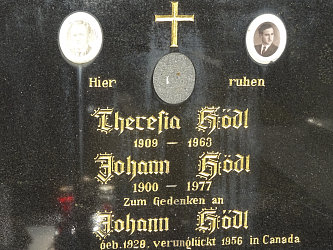 Hier ruhen
Theresia Hödl
1909 - 1963
Johann Hödl
1900 - 1977
Zum Gedenken an
Johann Hödl
geb. 1928, verunglückt 1956 in Canada